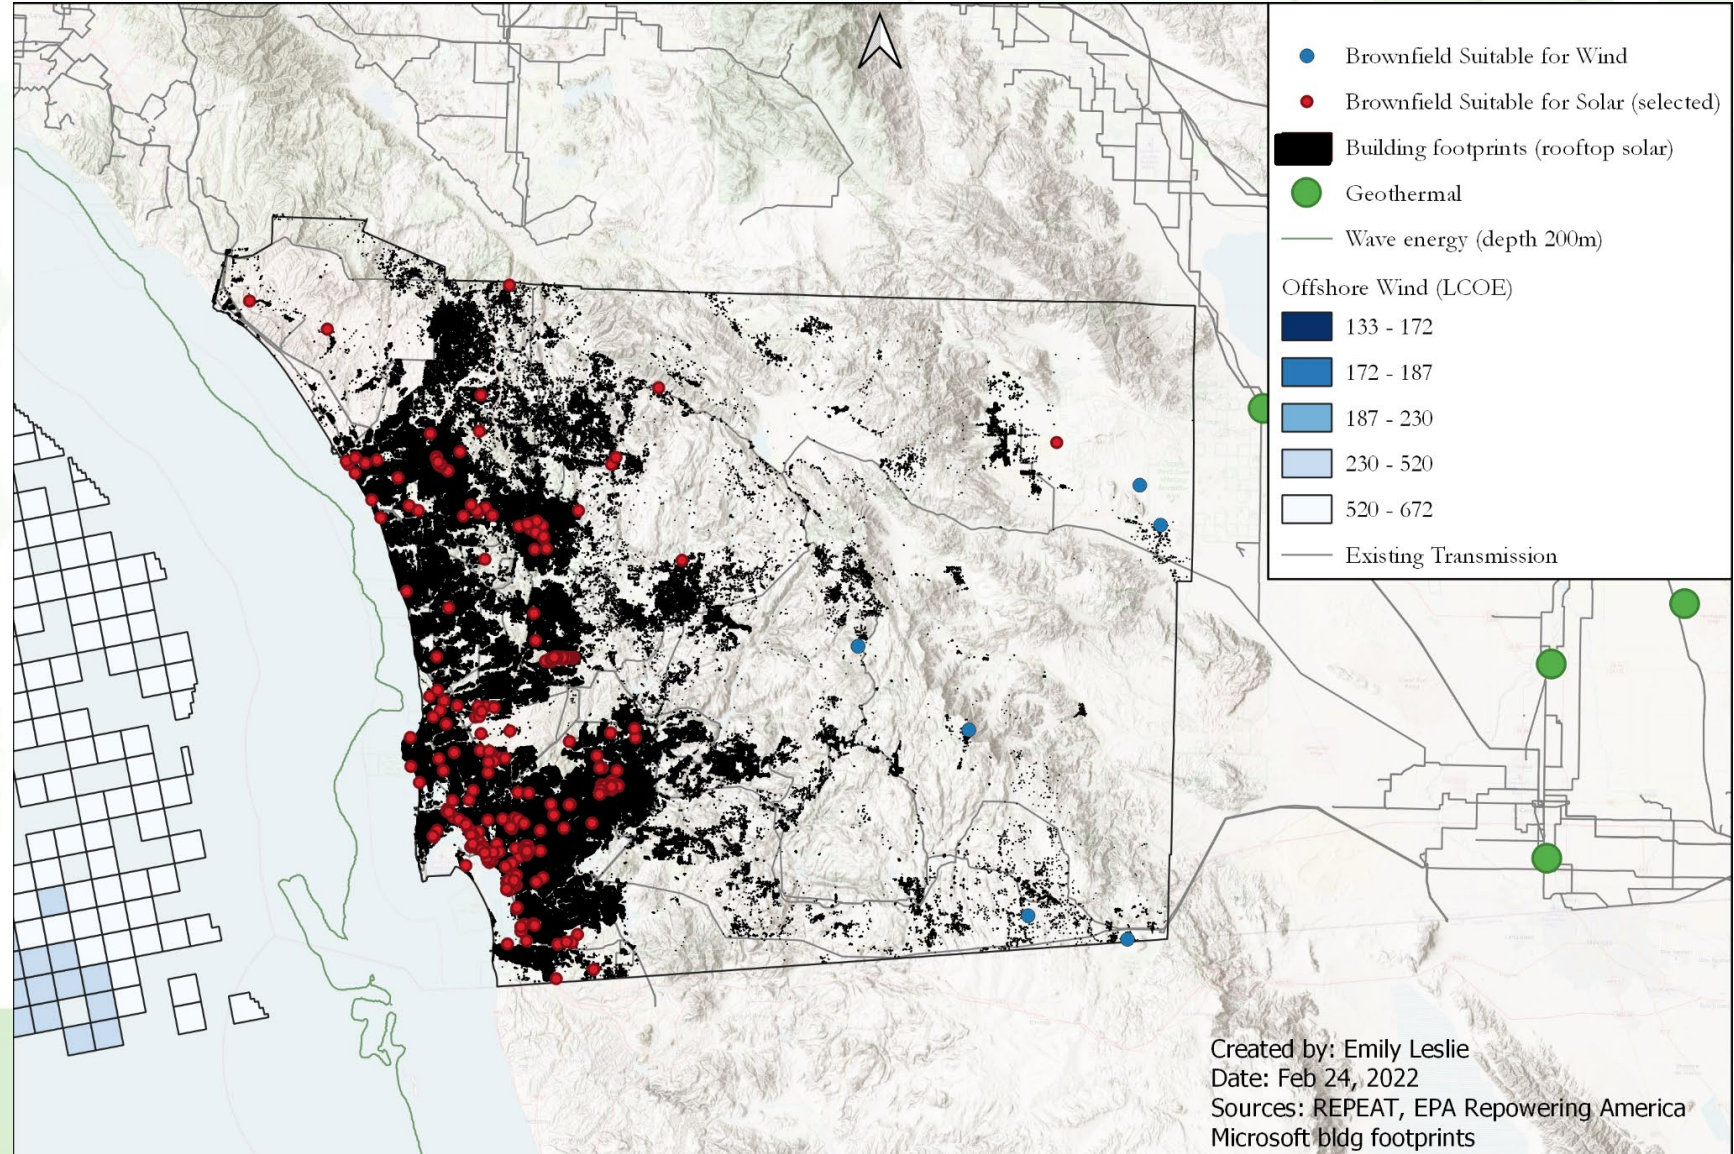 Brownfield Suitable for Wind
Brownfield Suitable for Solar (selected)
Building footprints (rooftop solar)
Geothermal
Wave energy (depth 200m)
Offshore Wind (LCOE)
133 - 172
172 - 187
187 - 230
230 - 520
520 - 672
Existing Transmission
Created by: Emily Leslie
Date: Feb 24, 2022
Sources: REPEAT, EPA Repowering America
Microsoft bldg footprints